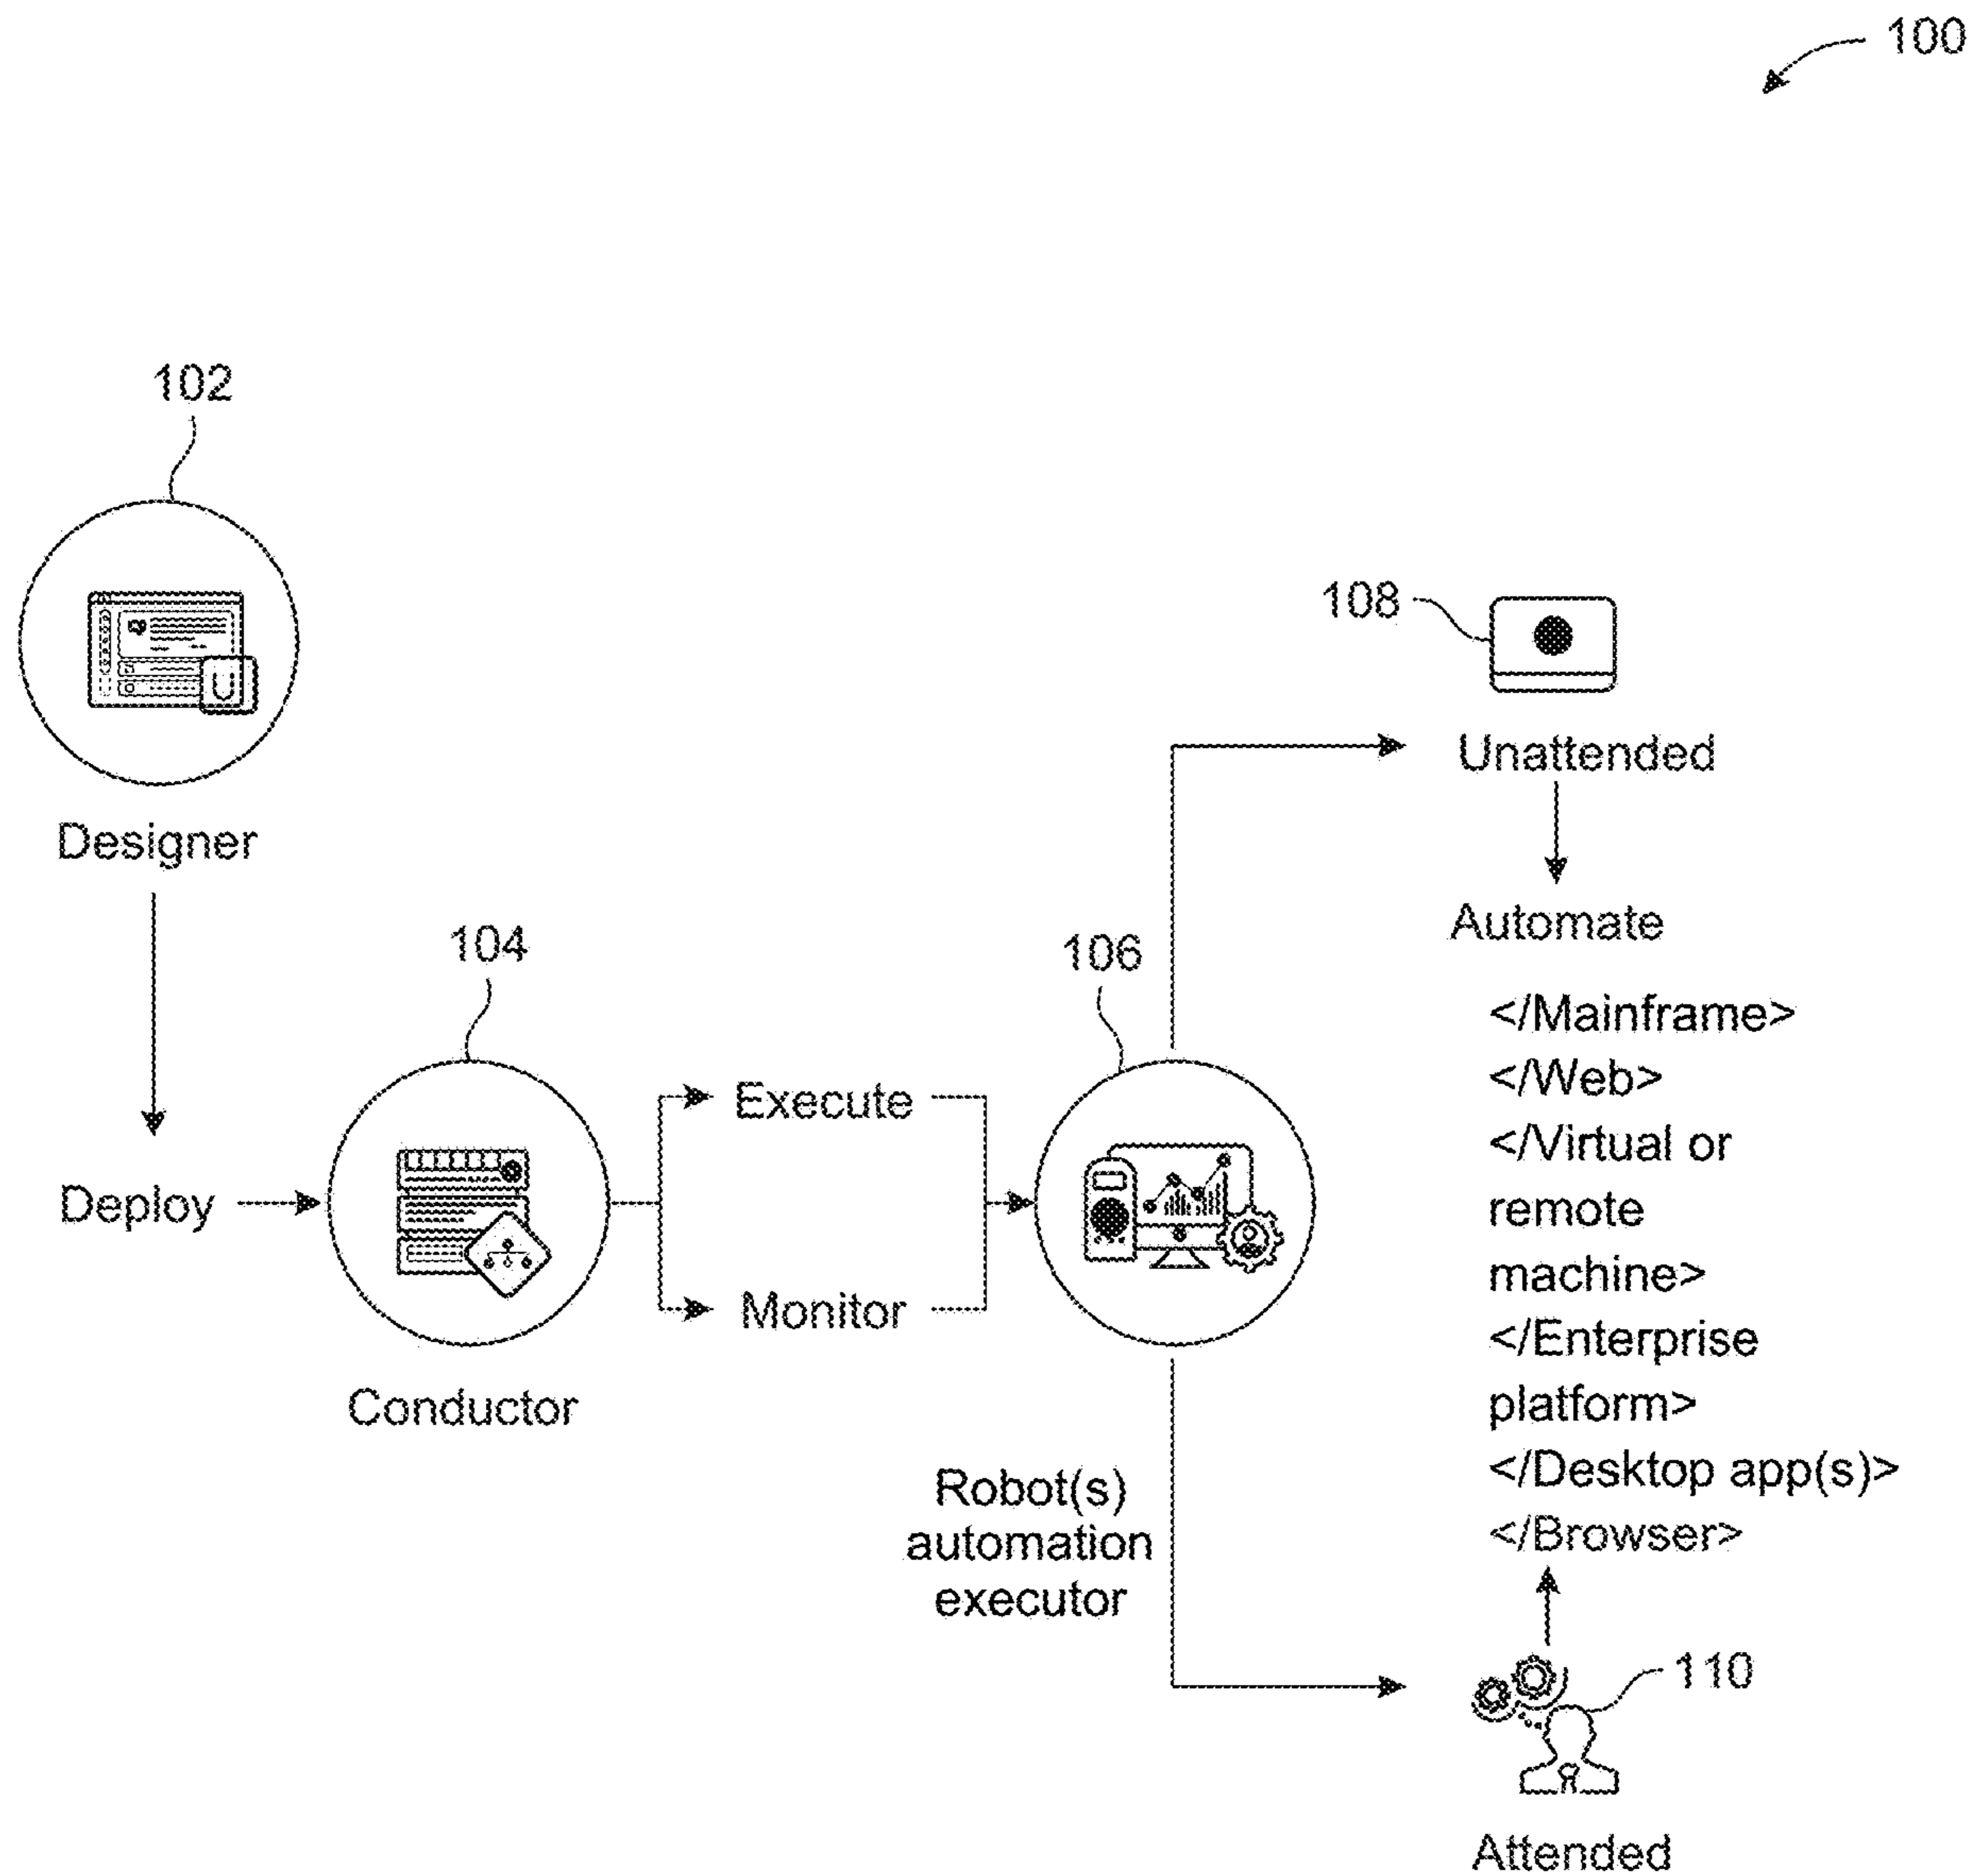 100
102
Designer
Deploy
104
Conductor
Execute
Monitor
106
Robot(s)
automation
executor
108
Unattended
Automate
</Mainframe>
</Web>
</Virtual or
remote
machine>
</Enterprise
platform>
</Desktop app(s)>
</Browser>
110
Attended